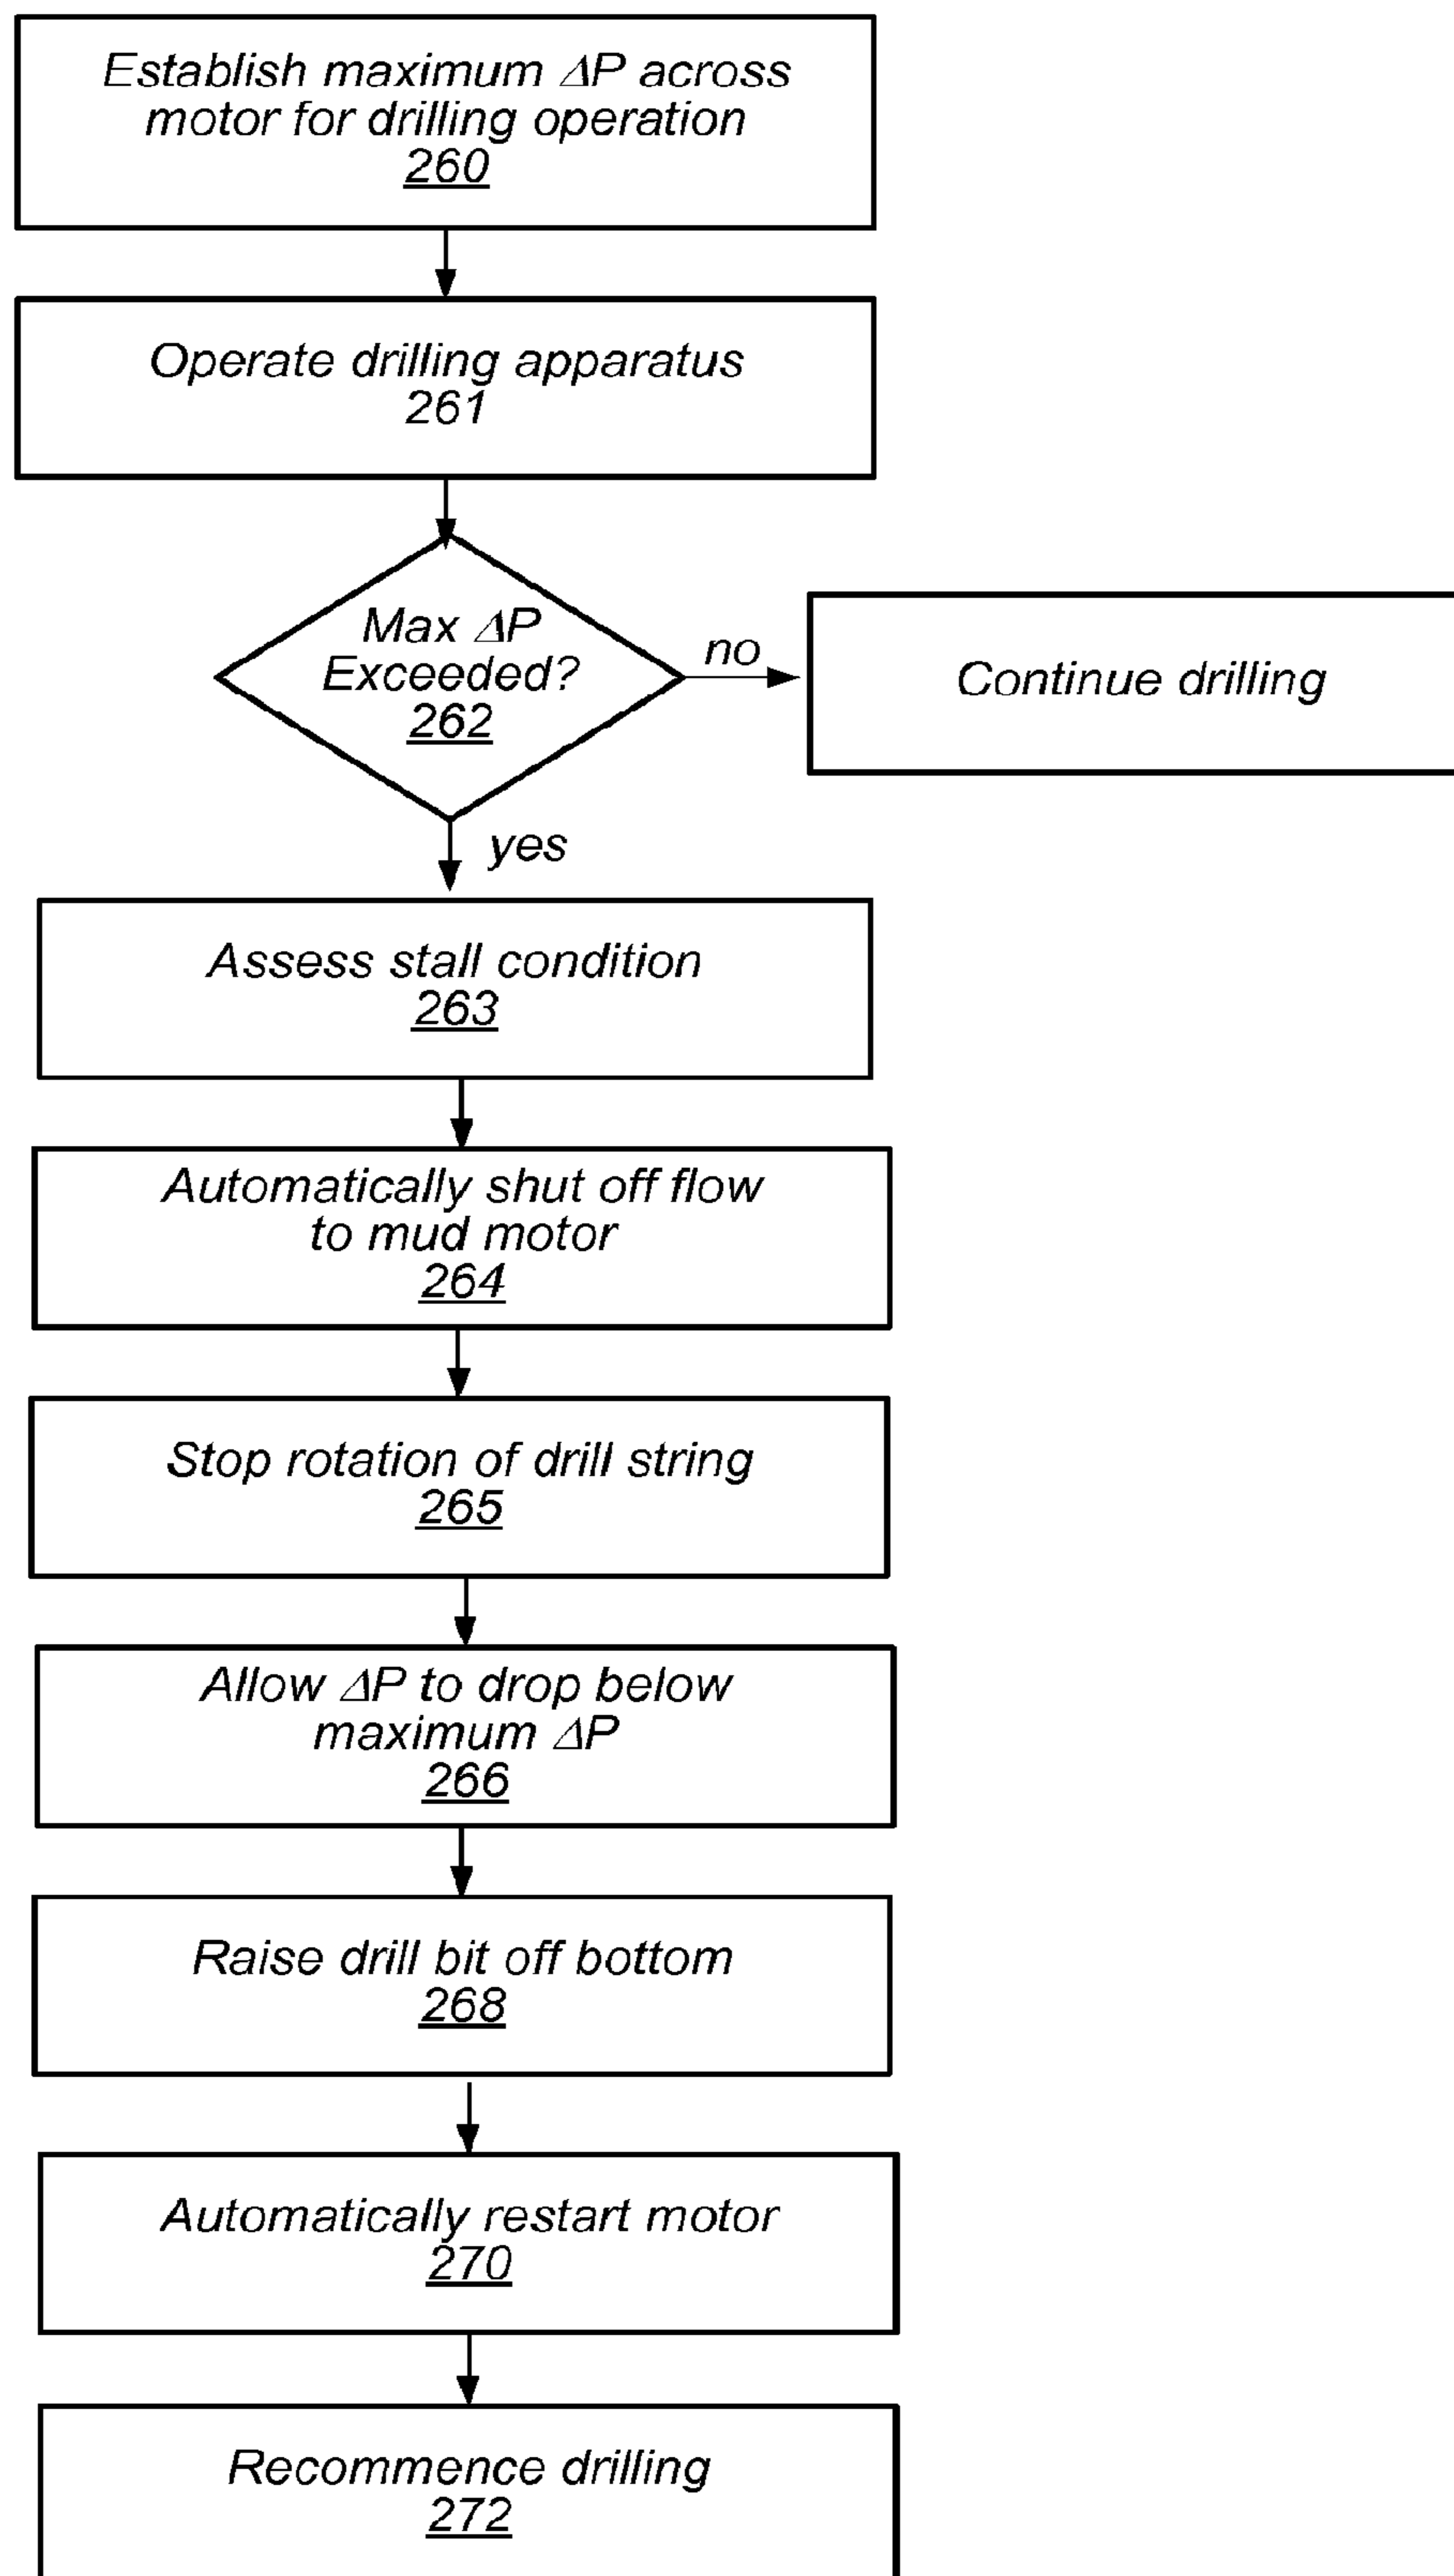 Establish maximum ΔP across
motor for drilling operation
260
Operate drilling apparatus
261
Max ΔP
Exceeded?
262
no
Continue drilling
yes
Assess stall condition
263
Automatically shut off flow
to mud motor
264
Stop rotation of drill string
265
Allow ΔP to drop below
maximum ΔP
266
Raise drill bit off bottom
268
Automatically restart motor
270
Recommence drilling
272